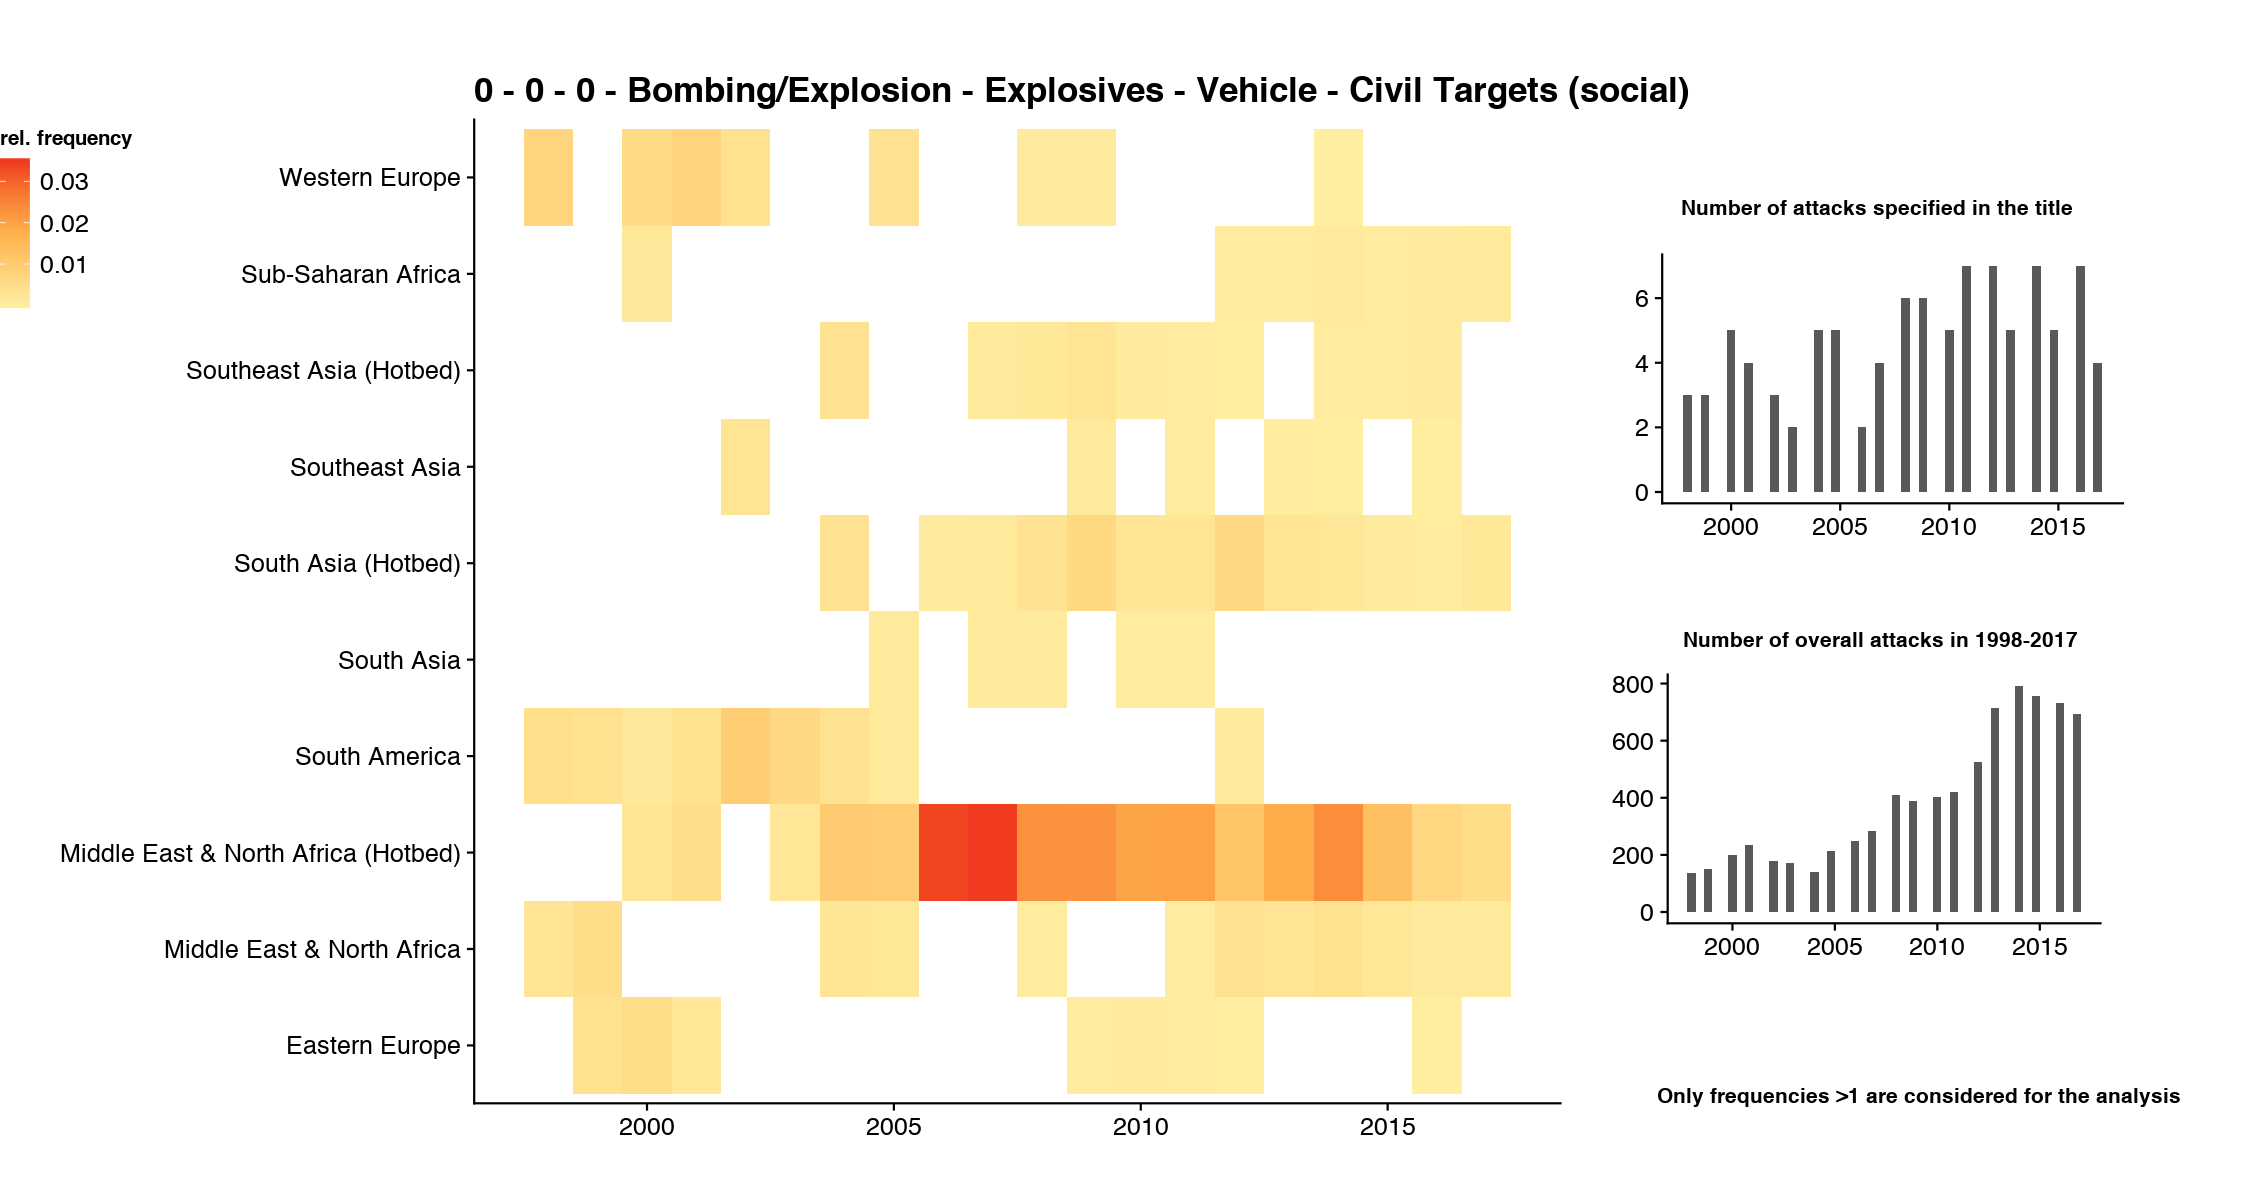 0 - 0 - 0 - Bombing/Explosion - Explosives - Vehicle - Civil Targets (social)
rel. frequency
0.03
0.02
0.01
Western Europe
Sub-Saharan Africa
Southeast Asia (Hotbed)
Southeast Asia
South Asia (Hotbed)
South Asia
South America
Middle East & North Africa (Hotbed)
Middle East & North Africa
Eastern Europe
2000 2005 2010 2015
Number of attacks specified in the title
6
4
2
0
2000 2005 2010 2015
Number of overall attacks in 1998-2017
800
600
400
200
0
2000 2005 2010 2015
Only frequencies >1 are considered for the analysis